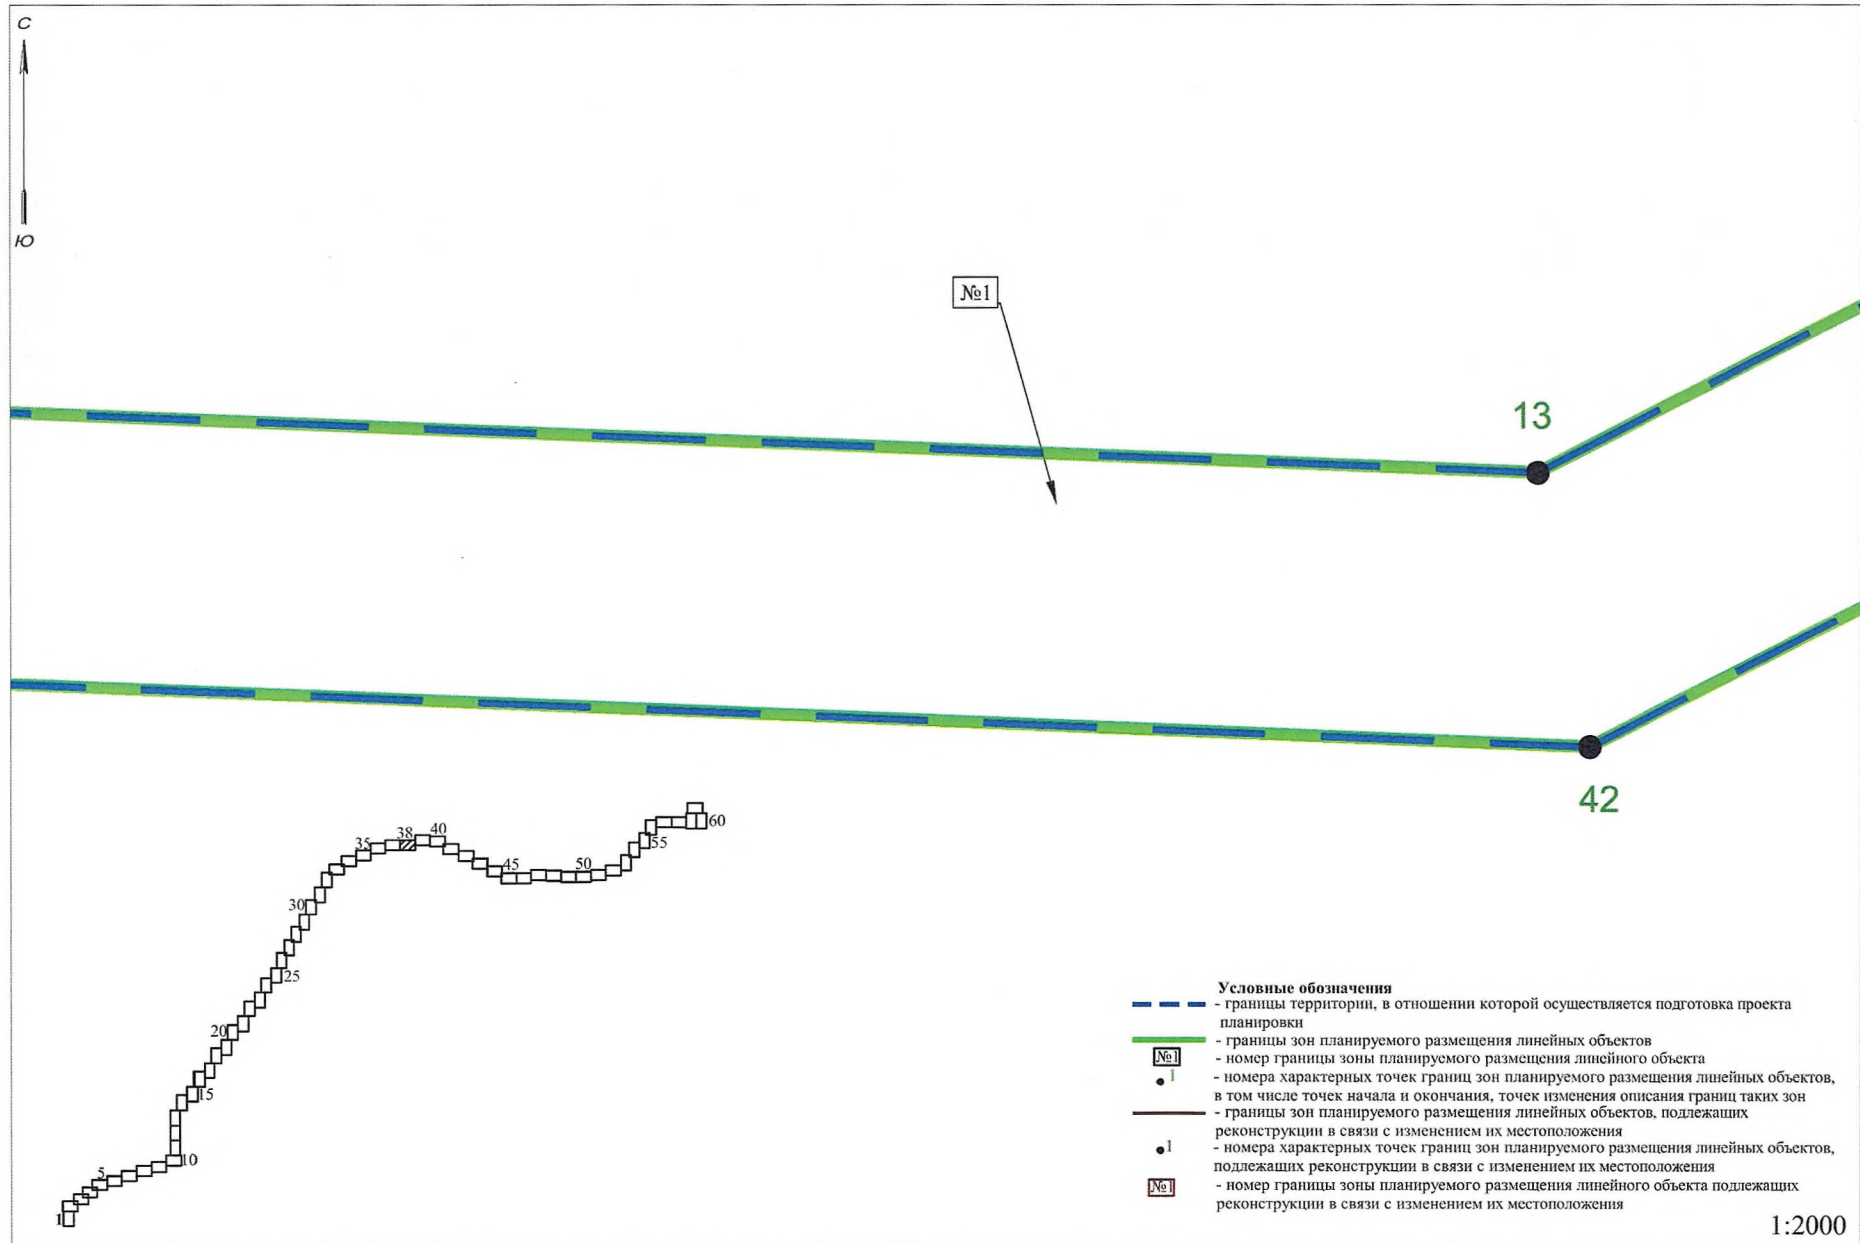 С
Ю
№1
13
42
35
38
40
45
50
55
60
30
25
20
15
10
5
1
Условные обозначения
- границы территории, в отношении которой осуществляется подготовка проекта
планировки
- границы зон планируемого размещения линейных объектов
№1 - номер границы зоны планируемого размещения линейного объекта
1 - номера характерных точек границ зон планируемого размещения линейных объектов,
в том числе точек начала и окончания, точек изменения описания границ таких зон
- границы зон планируемого размещения линейных объектов, подлежащих
реконструкции в связи с изменением их местоположения
1 - номера характерных точек границ зон планируемого размещения линейных объектов,
подлежащих реконструкции в связи с изменением их местоположения
№1 - номер границы зоны планируемого размещения линейного объекта подлежащих
реконструкции в связи с изменением их местоположения
1:2000